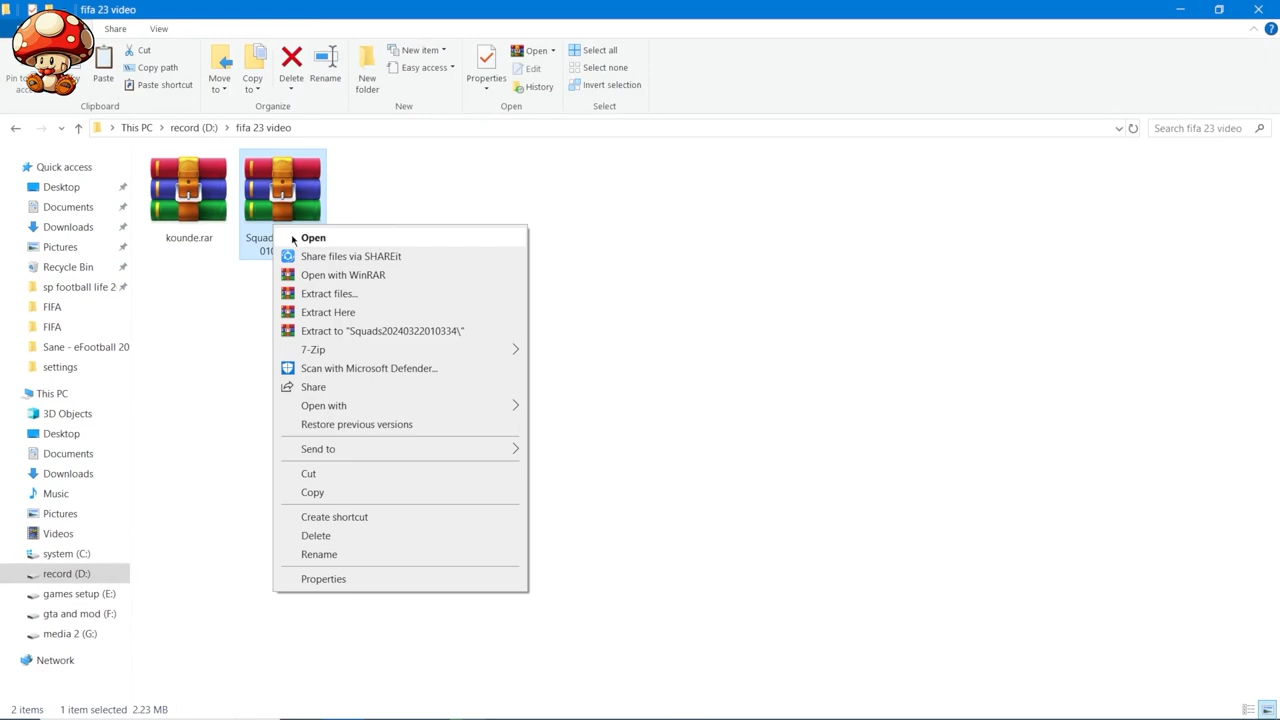 fifa 23 video
Share
View
Pin to
Paste
Cut
Copy path
Paste shortcut
Clipboard
Move
to
Copy
to
Delete
Rename
Organize
New
folder
New item
Easy access
New
Properties
Open
Edit
History
Open
Select all
Select none
Invert selection
Select
This PC
record (D:)
fifa 23 video
Search fifa 23 video
Quick access
Desktop
Documents
Downloads
Pictures
Recycle Bin
sp football life 2
FIFA
FIFA
Sane - eFootball 20
settings
This PC
3D Objects
Desktop
Documents
Downloads
Music
Pictures
Videos
system (C:)
record (D:)
games setup (E:)
gta and mod (F:)
media 2 (G:)
Network
kounde.rar
Squad
010
Open
Share files via SHAREit
Open with WinRAR
Extract files...
Extract Here
Extract to "Squads20240322010334\"
7-Zip
Scan with Microsoft Defender...
Share
Open with
Restore previous versions
Send to
Cut
Copy
Create shortcut
Delete
Rename
Properties
2 items
1 item selected 2.23 MB